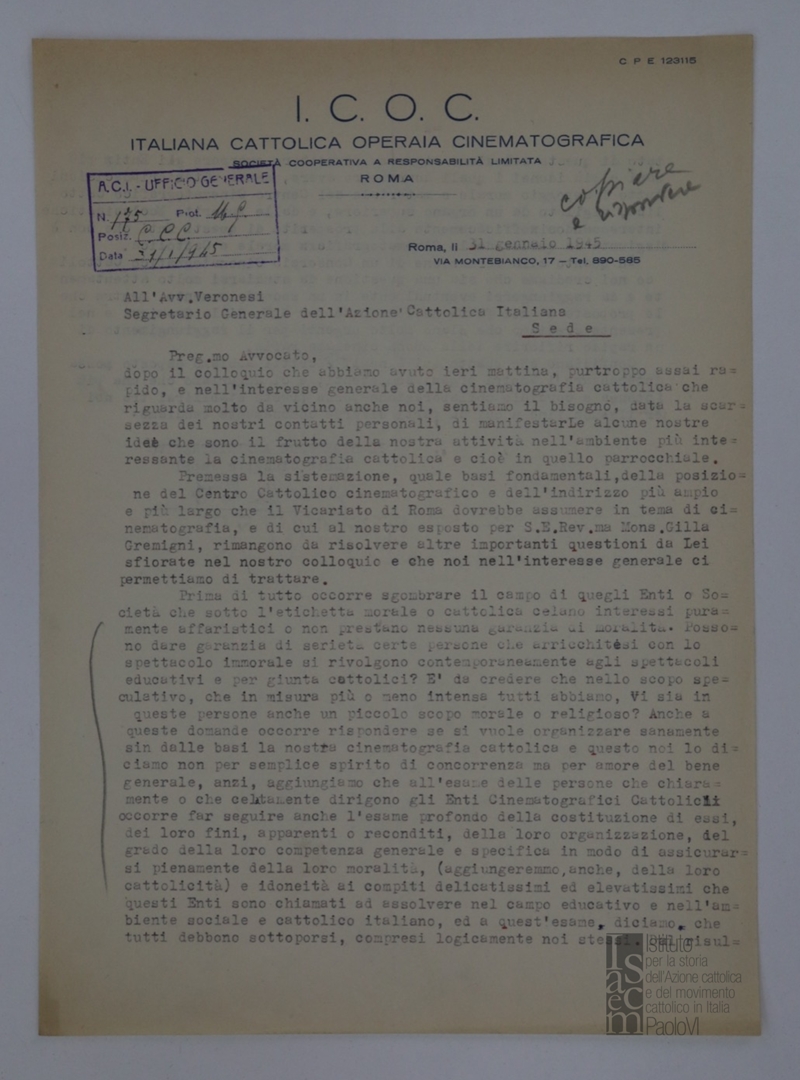 C P E 123115
I. C. O. C.
ITALIANA CATTOLICA OPERAIA CINEMATOGRAFICA
SOCIETÀ COOPERATIVA A RESPONSABILITÀ LIMITATA
ROMA
A.C.I. - UFFICIO GENERALE
N. 175 Prot.
Posiz. C.C.C.
Data 31/1/945
copiare
e rispondere
Roma, li 31 gennaio 1945
VIA MONTEBIANCO, 17 – Tel. 890-585
All'Avv.Veronesi
Segretario Generale dell'Azione Cattolica Italiana
Sede
Preg.mo Avvocato,
dopo il colloquio che abbiamo avuto ieri mattina, purtroppo assai ra=
pido, e nell'interesse generale della cinematografia cattolica che
riguarda molto da vicino anche noi, sentiamo il bisogno, data la scar=
sezza dei nostri contatti personali, di manifestarLe alcune nostre
idee che sono il frutto della nostra attività nell'ambiente più inte=
ressante la cinematografia cattolica e cioè in quello parrocchiale.
Premessa la sistemazione, quale basi fondamentali,della posizio=
ne del Centro Cattolico cinematografico e dell'indirizzo più ampio
e più largo che il Vicariato di Roma dovrebbe assumere in tema di ci=
nematografia, e di cui al nostro esposto per S.E.Rev.ma Mons.Gilla
Gremigni, rimangono da risolvere altre importanti questioni da Lei
sfiorate nel nostro colloquio e che noi nell'interesse generale ci
permettiamo di trattare.
Prima di tutto occorre sgombrare il campo di quegli Enti o So=
cietà che sotto l'etichetta morale o cattolica celano interessi pura=
mente affaristici o non prestano nessuna garanzia di moralità. Posso=
no dare garanzia di serietà certe persone che arricchitesi con lo
spettacolo immorale si rivolgono contemporaneamente agli spettacoli
educativi e per giunta cattolici? E' da credere che nello scopo spe=
culativo, che in misura più o meno intensa tutti abbiamo, Vi sia in
queste persone anche un piccolo scopo morale o religioso? Anche a
queste domande occorre rispondere se si vuole organizzare sanamente
sin dalle basi la nostra cinematografia cattolica e questo noi lo di=
ciamo non per semplice spirito di concorrenza ma per amore del bene
generale, anzi, aggiungiamo che all'esame delle persone che chiara=
mente o che celatamente dirigono gli Enti Cinematografici Cattolici
occorre far seguire anche l'esame profondo della costituzione di essi,
dei loro fini, apparenti o reconditi, della loro organizzazione, del
grado della loro competenza generale e specifica in modo di assicurar=
si pienamente della loro moralità, (aggiungeremmo,anche, della loro
cattolicità) e idoneità ai compiti delicatissimi ed elevatissimi che
questi Enti sono chiamati ad assolvere nel campo educativo e nell'am=
biente sociale e cattolico italiano, ed a quest'esame, diciamo, che
tutti debbono sottoporsi, compresi logicamente noi stessi. risul=
Isacem
Istituto
per la storia
dell'Azione cattolica
e del movimento
cattolico in Italia
PaoloVI